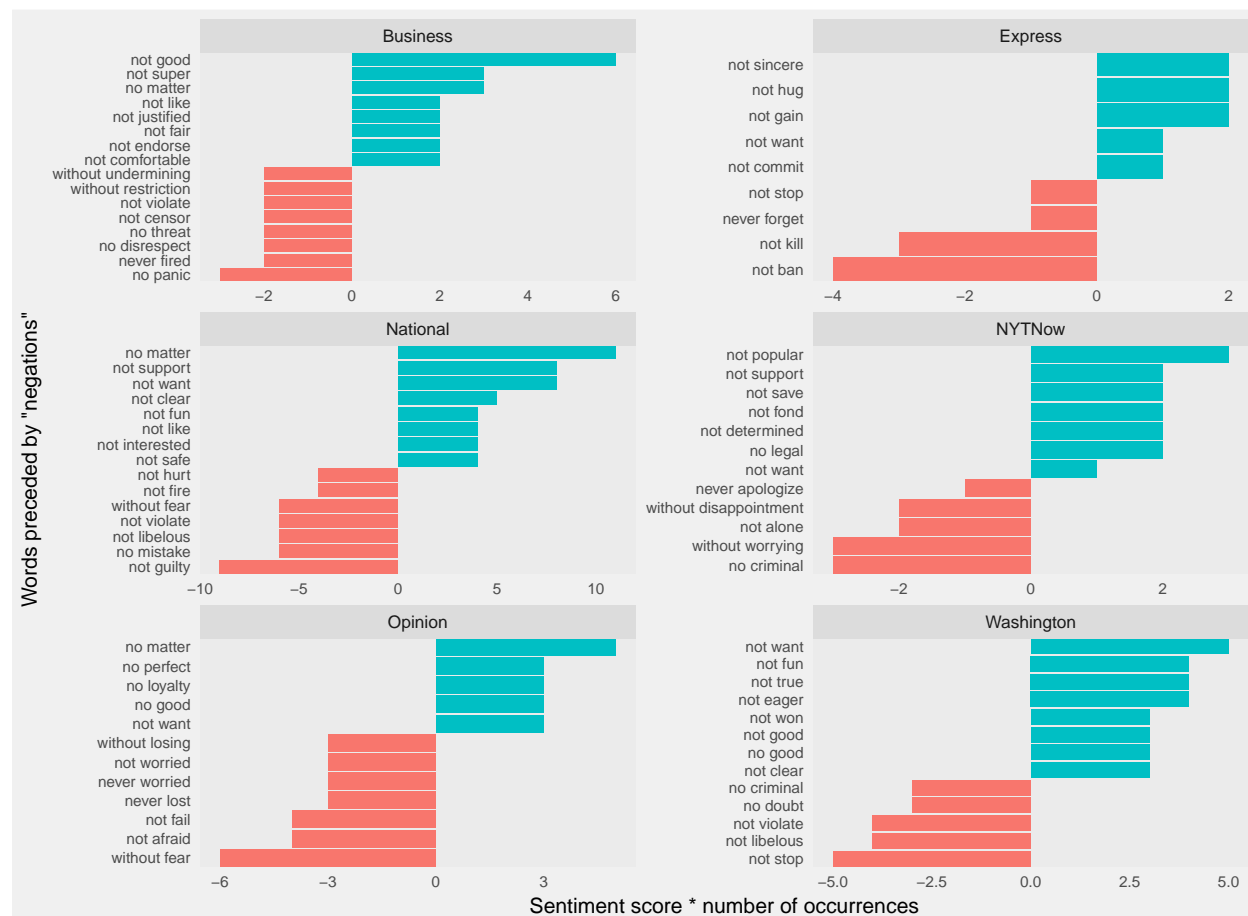 Words preceded by "negations"
Business
not good
not super
no matter
not like
not justified
not fair
not endorse
not comfortable
without undermining
without restriction
not violate
not censor
no threat
no disrespect
never fired
no panic
−2 0 2 4 6
Express
not sincere
not hug
not gain
not want
not commit
not stop
never forget
not kill
not ban
−4 −2 0 2
National
no matter
not support
not want
not clear
not fun
not like
not interested
not safe
not hurt
not fire
without fear
not violate
not libelous
no mistake
not guilty
−10 −5 0 5 10
NYTNow
not popular
not support
not save
not fond
not determined
no legal
not want
never apologize
without disappointment
not alone
without worrying
no criminal
−2 0 2
Opinion
no matter
no perfect
no loyalty
no good
not want
without losing
not worried
never worried
never lost
not fail
not afraid
without fear
−6 −3 0 3
Washington
not want
not fun
not true
not eager
not won
not good
no good
not clear
no criminal
no doubt
not violate
not libelous
not stop
−5.0 −2.5 0.0 2.5 5.0
Sentiment score * number of occurrences